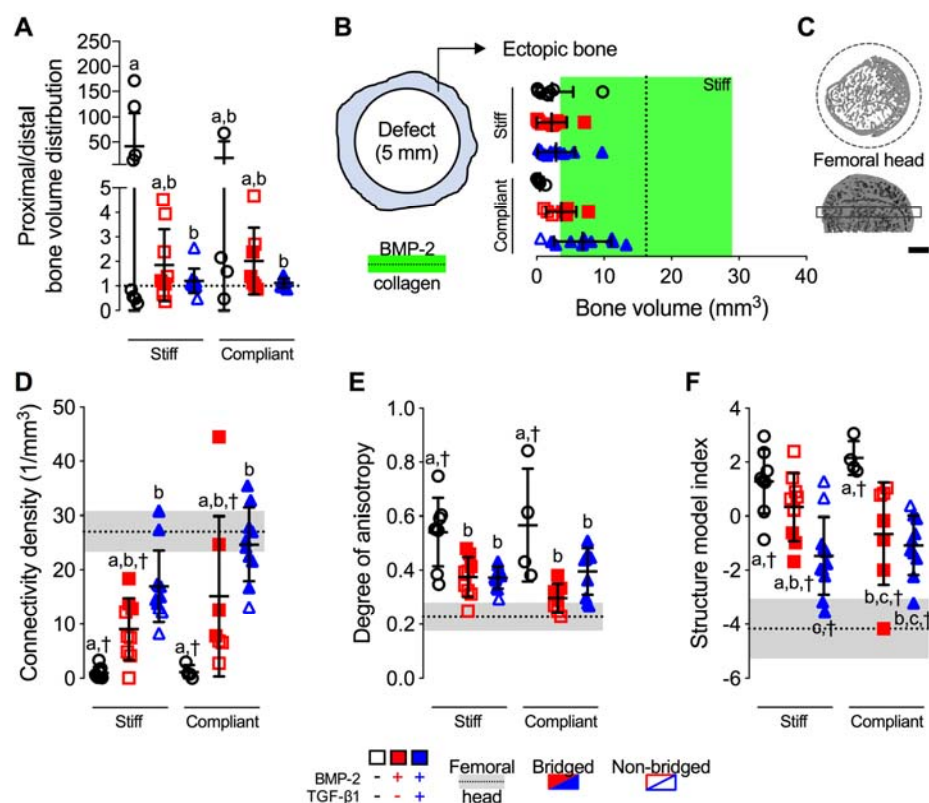 A
Proximal/distal
bone volume distirbution
250
200
150
100
50
5
4
3
2
1
0
a
a,b
b
a,b
a,b
b
Stiff
Compliant
B
Ectopic bone
Defect
(5 mm)
BMP-2
collagen
Stiff
Stiff
Compliant
0
10
20
30
40
Bone volume (mm³)
C
Femoral head
D
Connectivity density (1/mm³)
50
40
30
20
10
0
a,†
a,b,†
b
a,†
a,b,†
b
Stiff
Compliant
E
Degree of anisotropy
1.0
0.8
0.6
0.4
0.2
0.0
a,†
b
b
a,†
b
b
Stiff
Compliant
F
Structure model index
4
2
0
-2
-4
-6
a,†
a,b,†
c,†
a,†
b,c,†
b,c,†
Stiff
Compliant
BMP-2 - + +
TGF-β1 - - +
Femoral
head
Bridged
Non-bridged